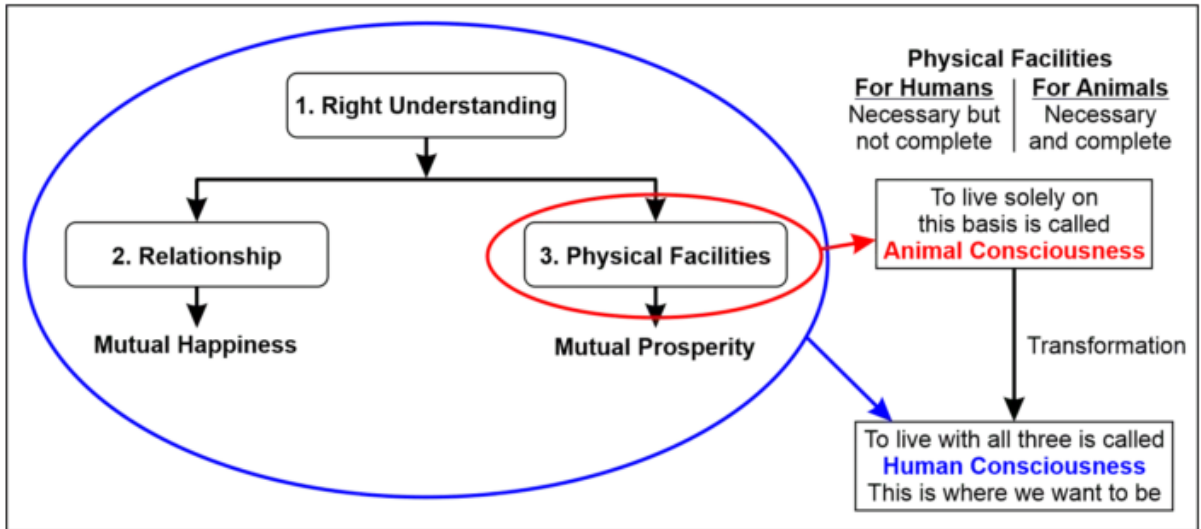 1. Right Understanding
2. Relationship
Mutual Happiness
3. Physical Facilities
Mutual Prosperity
Physical Facilities
For Humans
Necessary but
not complete
For Animals
Necessary
and complete
To live solely on
this basis is called
Animal Consciousness
Transformation
To live with all three is called
Human Consciousness
This is where we want to be